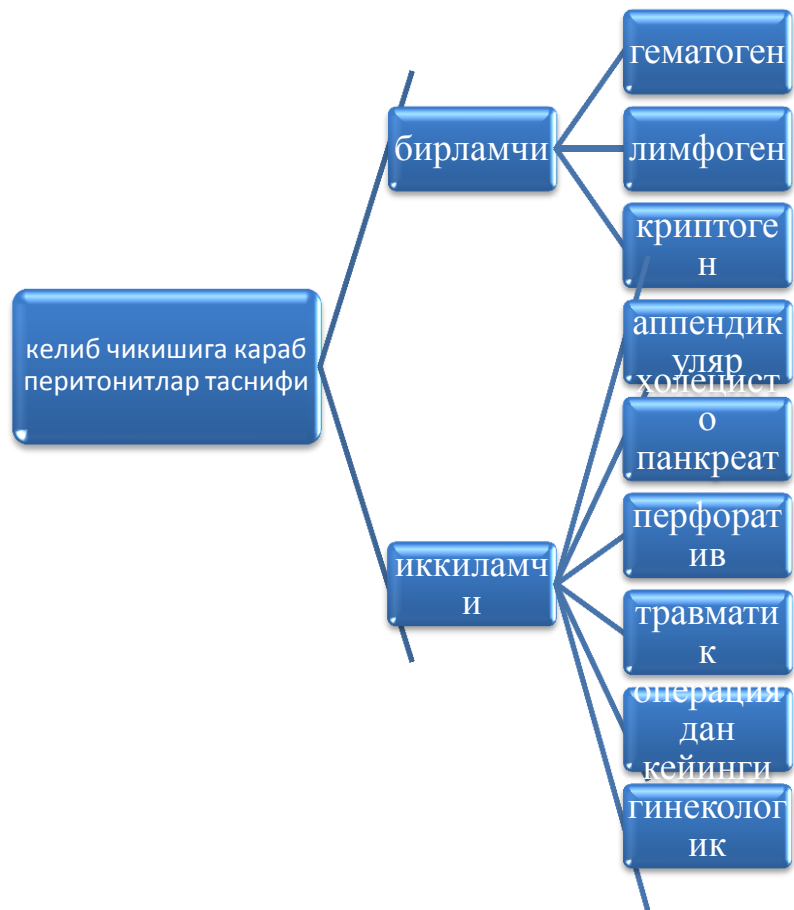 келиб чикишига караб
перитонитлар таснифи
бирламчи
гематоген
лимфоген
криптоге
н
иккиламч
и
аппендик
уляр
холецист
о
панкреат
перфорат
ив
травмати
к
операция
дан
кейинги
гинеколог
ик